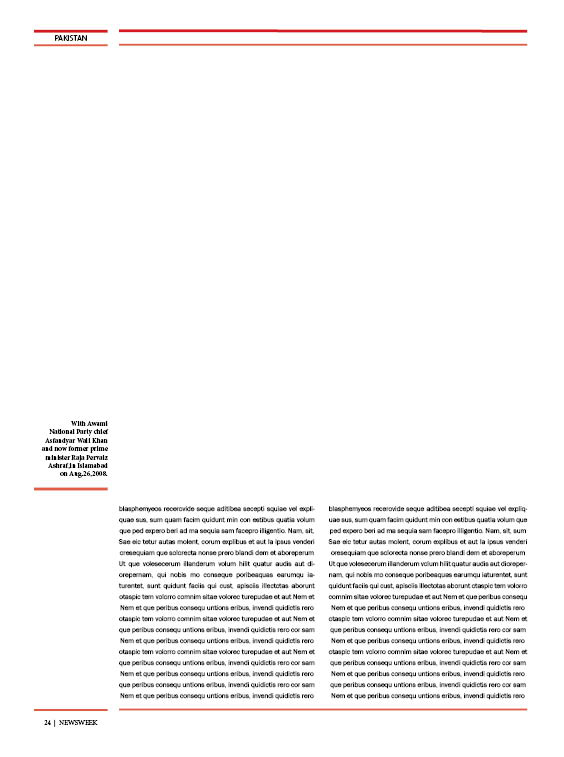 PAKISTAN
With Awami
National Party chief
Asfandyar Wali Khan
and now former prime
minister Raja Pervaiz
Ashraf,in Islamabad
on Aug,26,2008.
blasphemyeos recerovide seque aditibea secepti squiae vel expli-
quae sus, sum quam facim quidunt min con estibus quatia volum
que ped expero beri ad ma sequia sam facepro illigentio. Nam, sit,
Sae eic tetur autas molent, corum explibus et aut la ipsus venderi
oresequiam que solorecta nonse prero blandi dem et aboreperum
Ut que volesecerum illanderum volum hilit quatur audis aut di-
orepernam, qui nobis mo conseque poribeaquas earumqu ia-
turentet, sunt quidunt faciis qui cust, apisciis illectotas aborunt
otaspic tem volorro comnim sitae volorec turepudae et aut Nem et
Nem et que peribus consequ untions eribus, invendi quidictis rero
otaspic tem volorro comnim sitae volorec turepudae et aut Nem et
que peribus consequ untions eribus, invendi quidictis rero cor sam
Nem et que peribus consequ untions eribus, invendi quidictis rero
otaspic tem volorro comnim sitae volorec turepudae et aut Nem et
que peribus consequ untions eribus, invendi quidictis rero cor sam
Nem et que peribus consequ untions eribus, invendi quidictis rero
que peribus consequ untions eribus, invendi quidictis rero cor sam
Nem et que peribus consequ untions eribus, invendi quidictis rero
blasphemyeos recerovide seque aditibea secepti squiae vel expliq-
uae sus, sum quam facim quidunt min con eetibus quatia volum que
ped expero beri ad ma sequia sam facepro illigentio. Nam, sit, sum
Sae eic tetur autas molent, corum explibus et aut la ipsus venderi
oresequiam que solorecta nonse prero blandi dem et aboreperum
Ut que volesecerum illanderum volum hilit quatur audis aut dioreper-
nam, qui nobis mo conseque poribeaquas earumqu iaturentet, sunt
quidunt faciis qui cust, apisciis illectotas aborunt otaspic tem volorro
comnim sitae volorec turepudae et aut Nem et que peribus consequ
Nem et que peribus consequ untions eribus, invendi quidictis rero
otaspic tem volorro comnim sitae volorec turepudae et aut Nem et
que peribus consequ untions eribus, invendi quidictis rero cor sam
Nem et que peribus consequ untions eribus, invendi quidictis rero
otaspic tem volorro comnim sitae volorec turepudae et aut Nem et
que peribus consequ untions eribus, invendi quidictis rero cor sam
Nem et que peribus consequ untions eribus, invendi quidictis rero
que peribus consequ untions eribus, invendi quidictis rero cor sam
Nem et que peribus consequ untions eribus, invendi quidictis rero
24 | NEWSWEEK